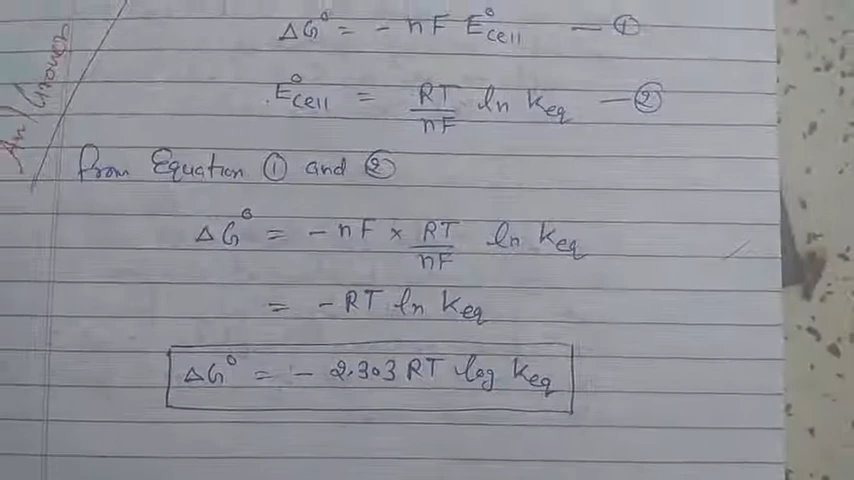 ΔG° = - nF E°cell — ①
E°cell = RT/nF ln Keq — ②
An/Grower
from Equation ① and ②
ΔG° = - nF × RT/nF ln Keq
= - RT ln Keq
ΔG° = - 2.303 RT log Keq